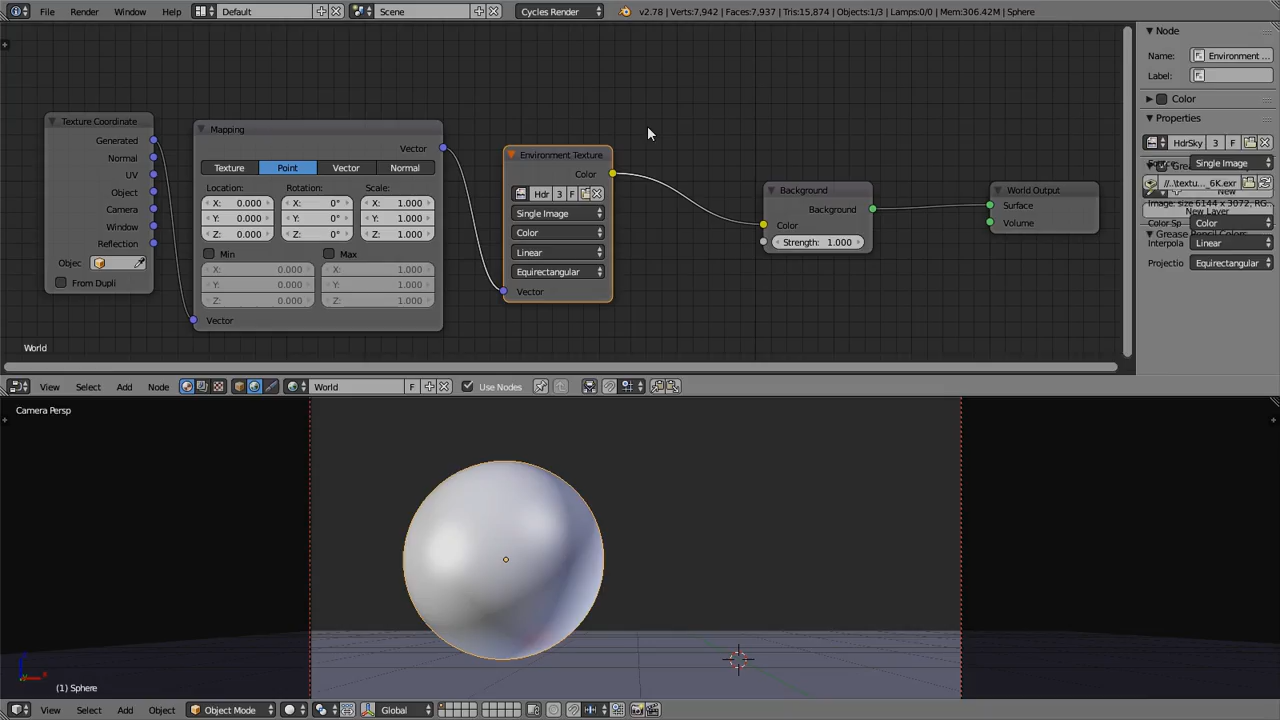 File Render Window Help Default Scene Cycles Render v2.78 | Verts:7,942 | Faces:7,937 | Tris:15,874 | Objects:1/3 | Lamps:0/0 | Mem:306.42M | Sphere
Texture Coordinate
Generated
Normal
UV
Object
Camera
Window
Reflection
Objec
From Dupli
Mapping
Vector
Texture Point Vector Normal
Location: Rotation: Scale:
X: 0.000 X: 0° X: 1.000
Y: 0.000 Y: 0° Y: 1.000
Z: 0.000 Z: 0° Z: 1.000
Min Max
X: 0.000 X: 1.000
Y: 0.000 Y: 1.000
Z: 0.000 Z: 1.000
Vector
Environment Texture
Color
Hdr 3 F
Single Image
Color
Linear
Equirectangular
Vector
Background
Background
Color
Strength: 1.000
World Output
Surface
Volume
World
Node
Name: Environment ...
Label:
Color
Properties
HdrSky 3 F
Single Image
//..textu..._6K.exr
New
Image: size 6144 x 3072, RG...
New Layer
Color Sp Color
Grease Pencil Colors
Interpola Linear
Projectio Equirectangular
View Select Add Node World F Use Nodes
Camera Persp
(1) Sphere
View Select Add Object Object Mode Global